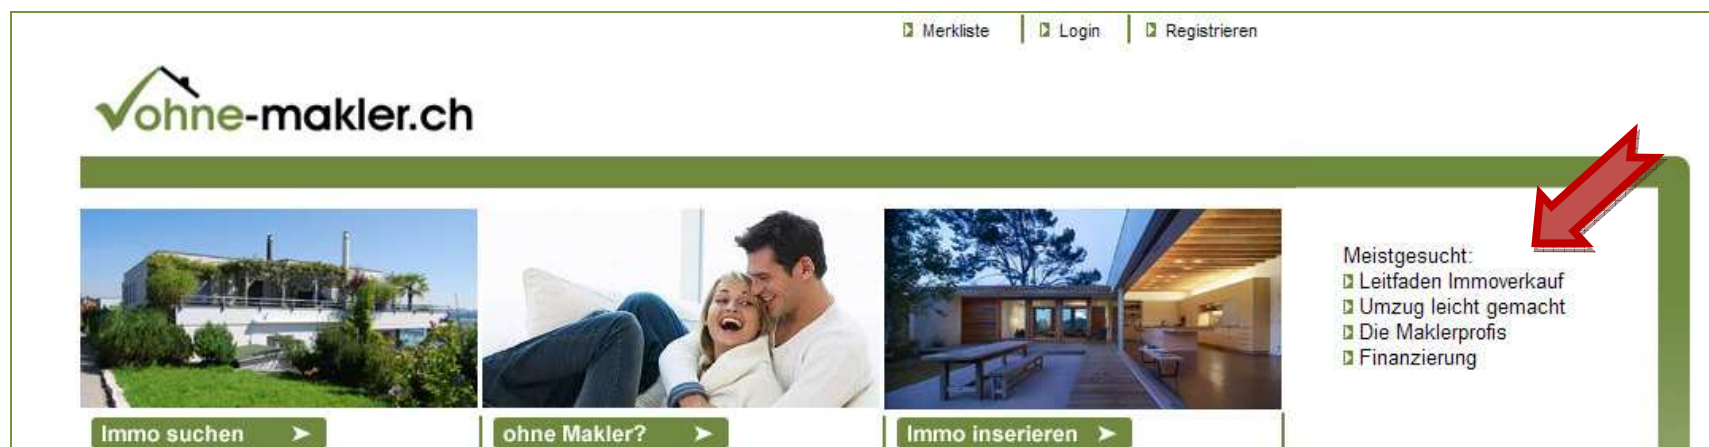 Merkliste
Login
Registrieren
ohne-makler.ch
Meistgesucht:
Leitfaden Immoverkauf
Umzug leicht gemacht
Die Maklerprofis
Finanzierung
Immo suchen
ohne Makler?
Immo inserieren